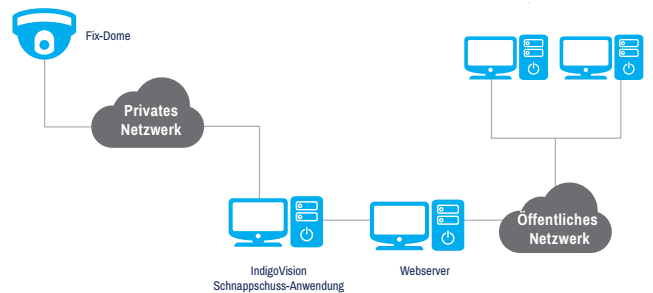 Fix-Dome
Privates
Netzwerk
Öffentliches
Netzwerk
IndigoVision
Schnappschuss-Anwendung
Webserver